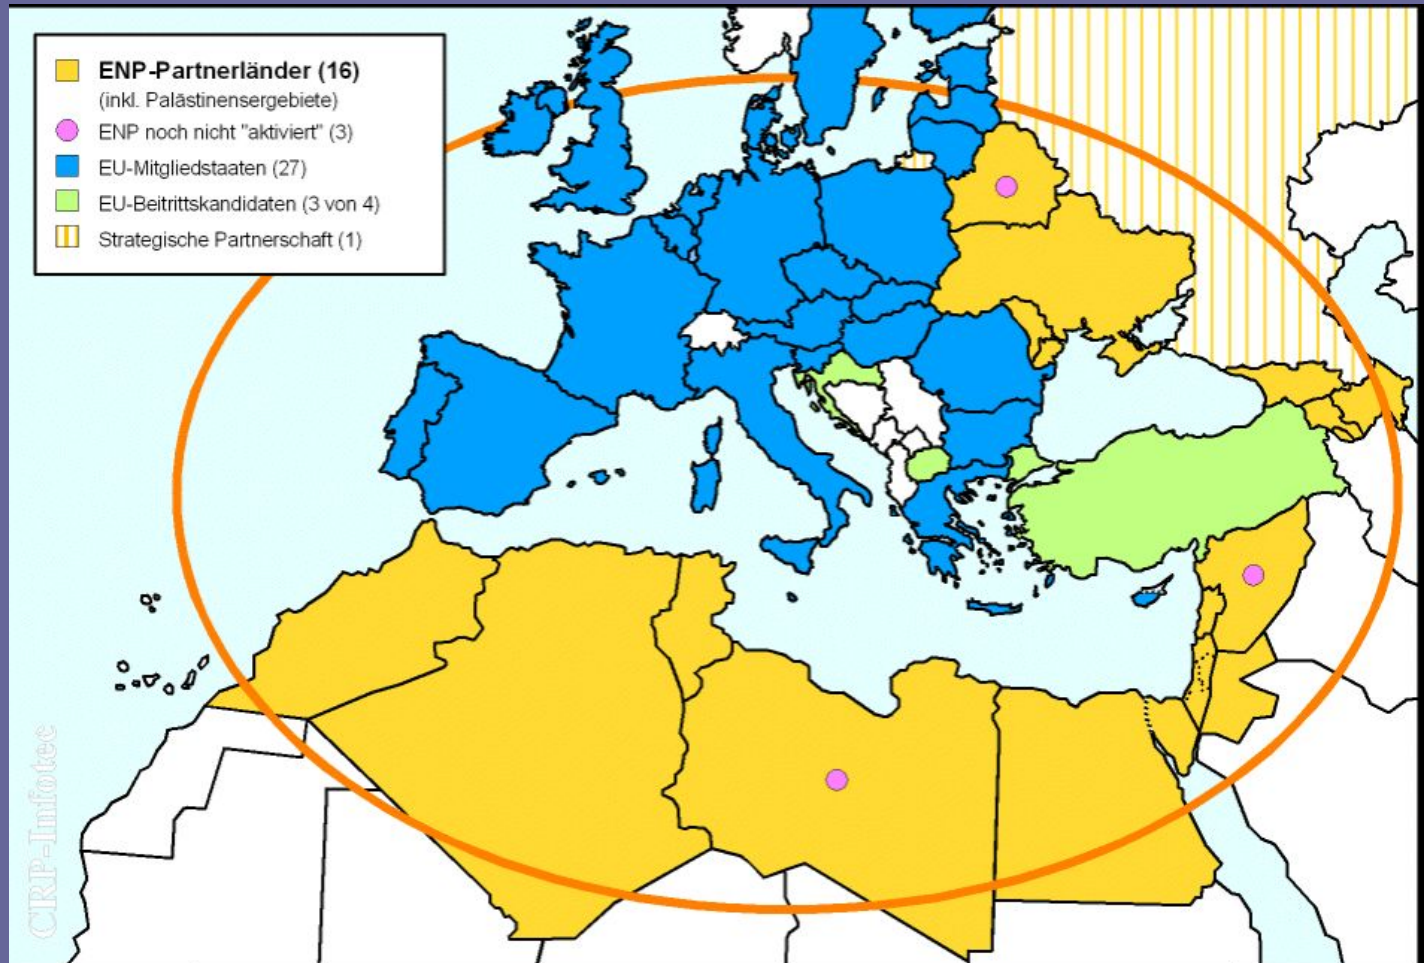 ENP-Partnerländer (16)
(inkl. Palästinensergebiete)
ENP noch nicht "aktiviert" (3)
EU-Mitgliedstaaten (27)
EU-Beitrittskandidaten (3 von 4)
Strategische Partnerschaft (1)
CRP-Infotec